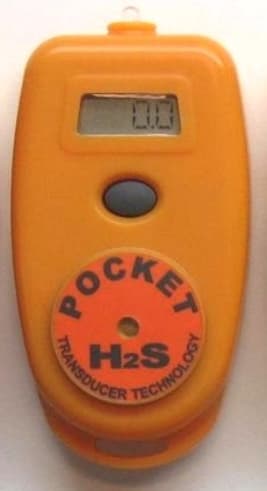 0.0
POCKET
H2S
TRANSDUCER TECHNOLOGY